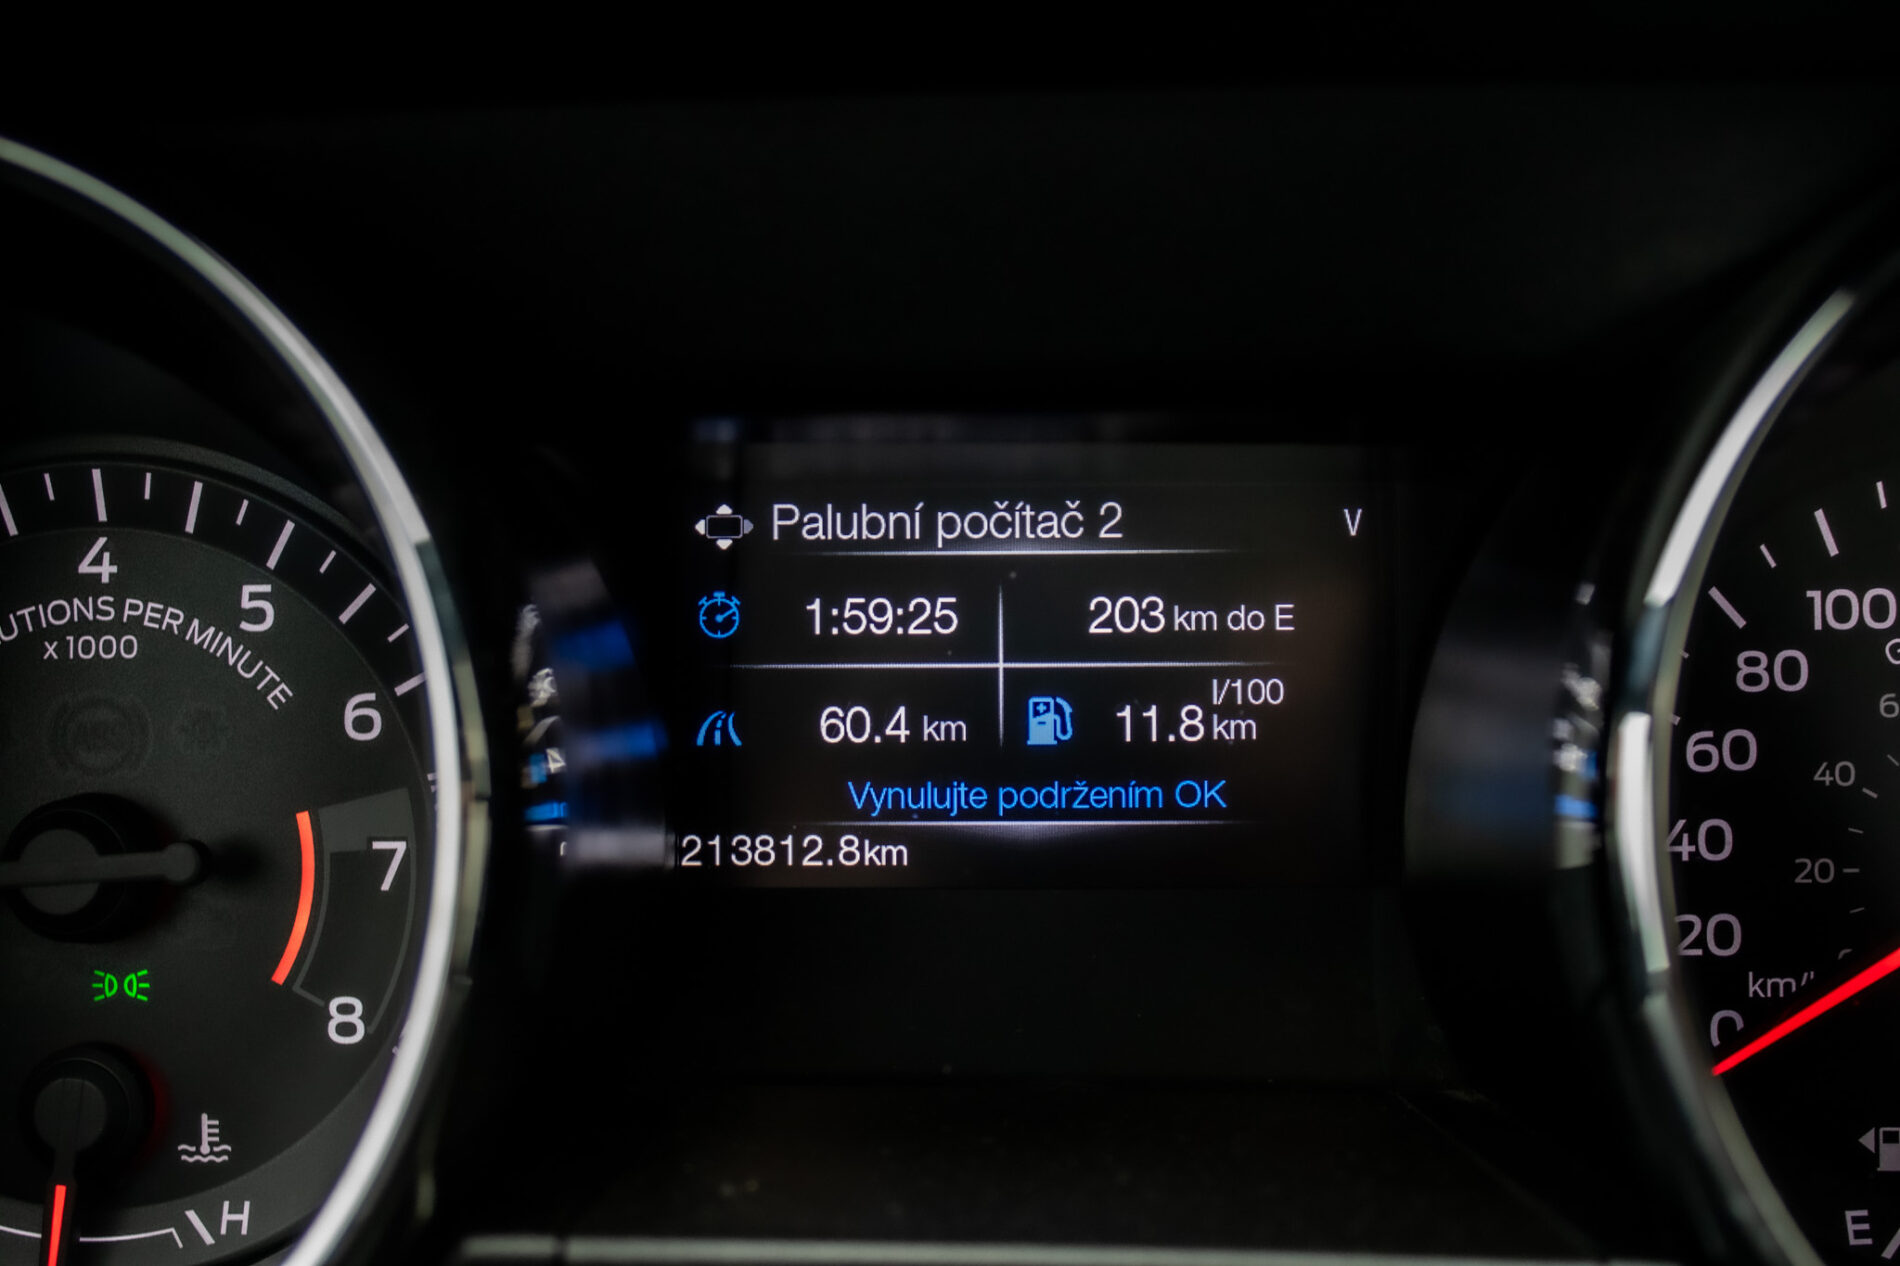 Palubní počítač 2 V
1:59:25 203 km do E
60.4 km 11.8 l/100 km
Vynulujte podržením OK
213812.8km
4
5
6
7
8
UTIONS PER MINUTE
x 1000
H
100
80
60
40
20
0
km/
40
20
E